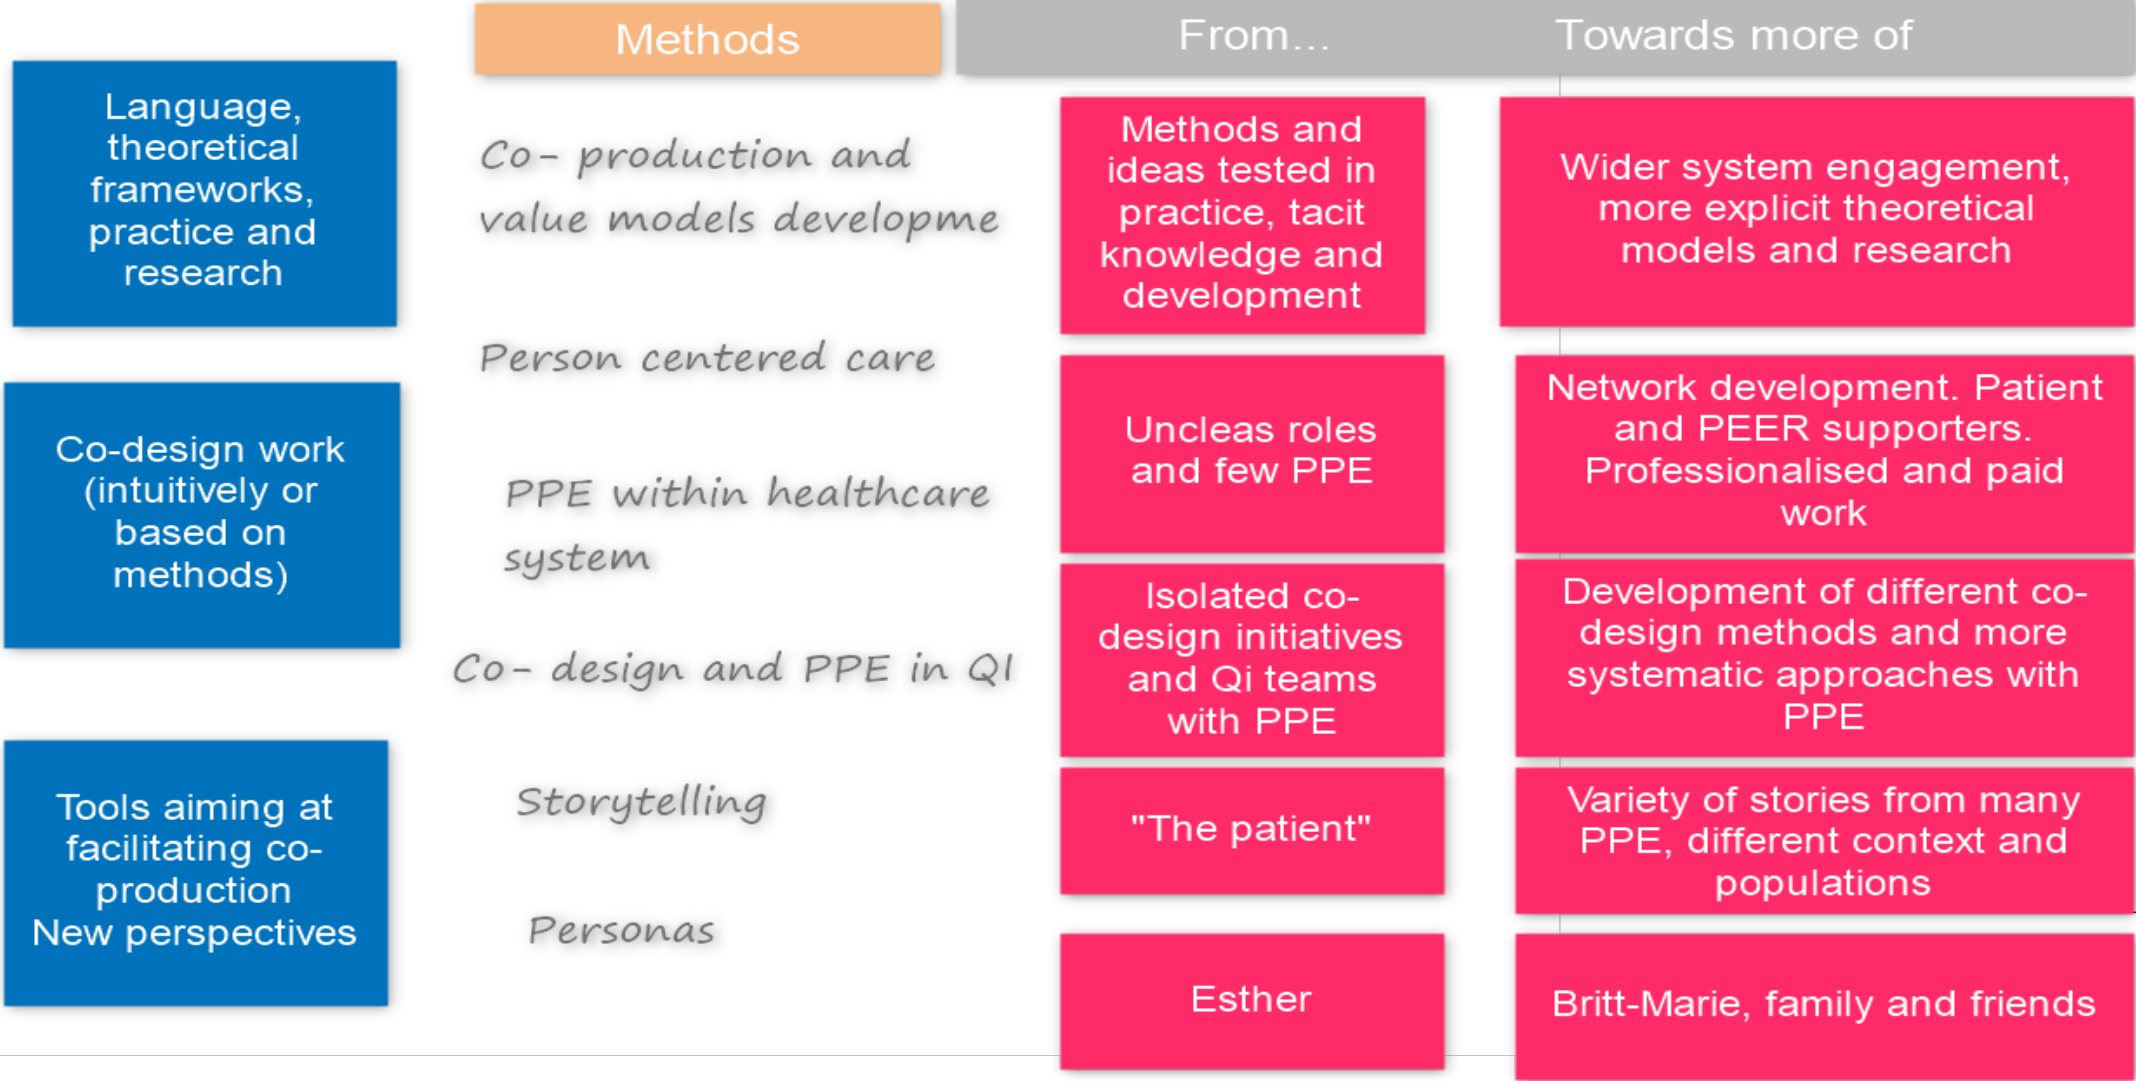 Methods
From...
Towards more of
Language,
theoretical
frameworks,
practice and
research
Co- production and
value models developme
Methods and
ideas tested in
practice, tacit
knowledge and
development
Wider system engagement,
more explicit theoretical
models and research
Person centered care
Co-design work
(intuitively or
based on
methods)
PPE within healthcare
system
Uncleas roles
and few PPE
Network development. Patient
and PEER supporters.
Professionalised and paid
work
Co- design and PPE in QI
Isolated co-
design initiatives
and Qi teams
with PPE
Development of different co-
design methods and more
systematic approaches with
PPE
Tools aiming at
facilitating co-
production
New perspectives
Storytelling
"The patient"
Variety of stories from many
PPE, different context and
populations
Personas
Esther
Britt-Marie, family and friends